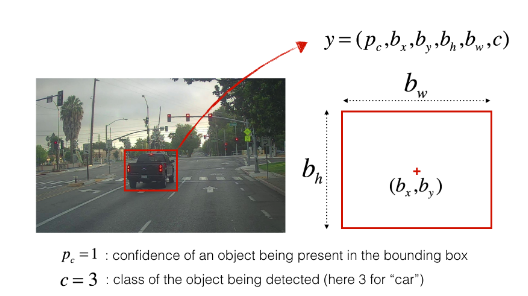 y = (p_c, b_x, b_y, b_h, b_w, c)
b_w
b_h
(b_x, b_y)
p_c = 1 : confidence of an object being present in the bounding box
c = 3 : class of the object being detected (here 3 for “car”)